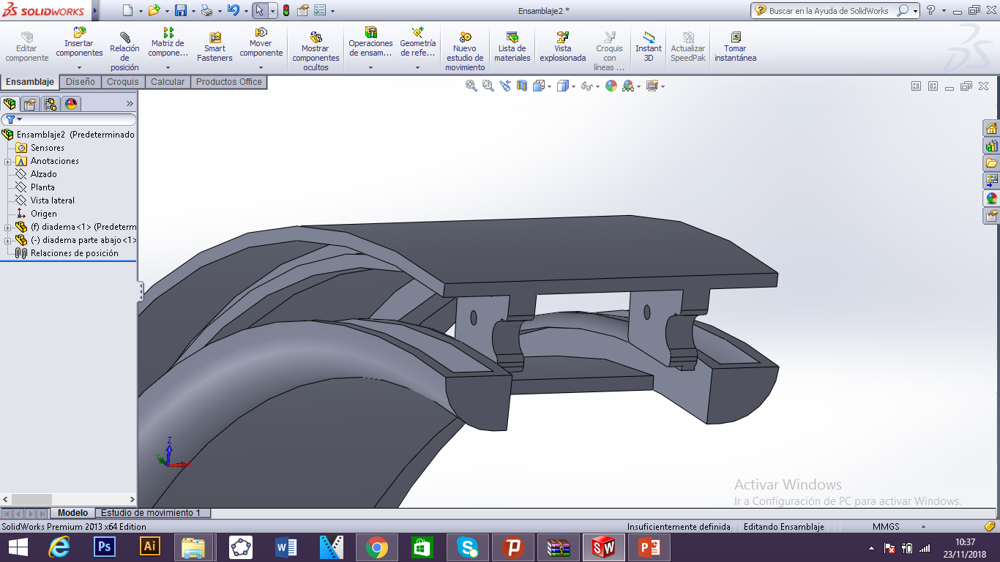 SOLIDWORKS
Ensamblaje2 *
Buscar en la Ayuda de SolidWorks
Editar componente
Insertar componentes
Relación de posición
Matriz de compone...
Smart Fasteners
Mover componente
Mostrar componentes ocultos
Operaciones de ensam...
Geometría de refe...
Nuevo estudio de movimiento
Lista de materiales
Vista explosionada
Croquis con líneas ...
Instant 3D
Actualizar SpeedPak
Tomar instantánea
Ensamblaje
Diseño
Croquis
Calcular
Productos Office
Ensamblaje2 (Predeterminado
Sensores
Anotaciones
Alzado
Planta
Vista lateral
Origen
(f) diadema<1> (Predeterm
(-) diadema parte abajo<1>
Relaciones de posición
Z
Y
X
Activar Windows
Ir a Configuración de PC para activar Windows.
Modelo
Estudio de movimiento 1
SolidWorks Premium 2013 x64 Edition
Insuficientemente definida
Editando Ensamblaje
MMGS
Ps
Ai
10:37
23/11/2018